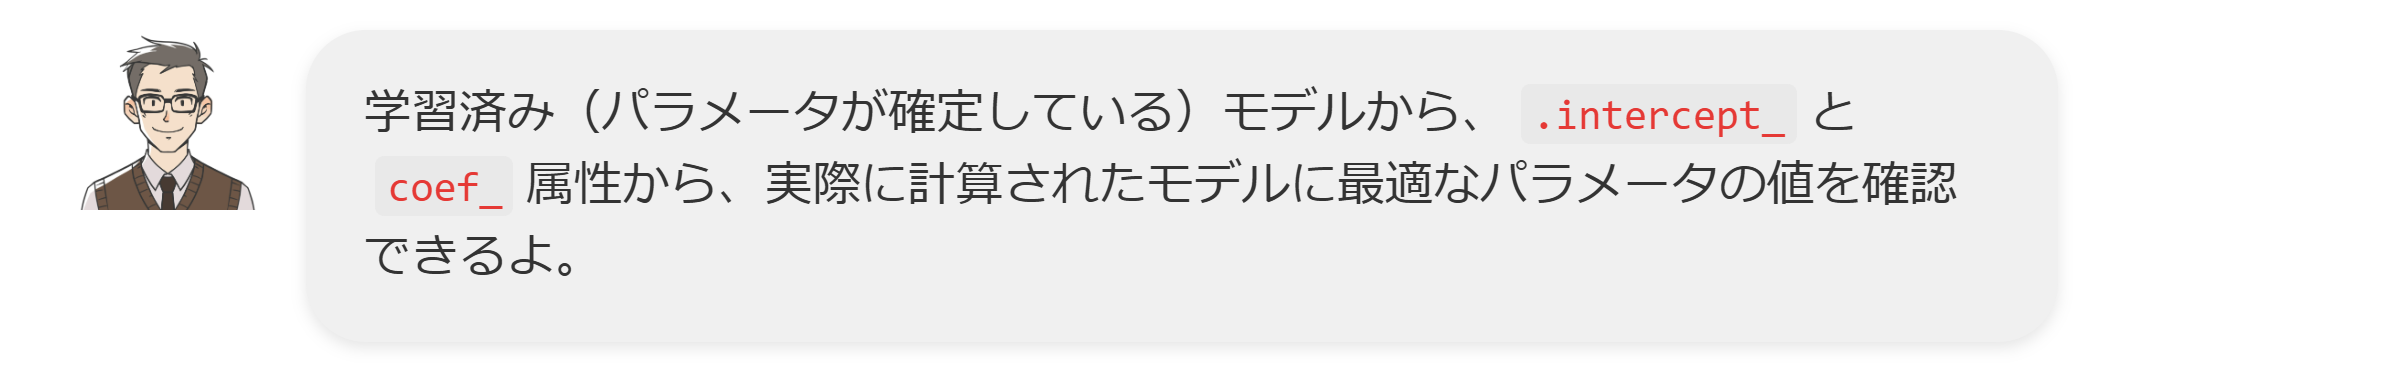 学習済み（パラメータが確定している）モデルから、 .intercept_ と
coef_ 属性から、実際に計算されたモデルに最適なパラメータの値を確認
できるよ。